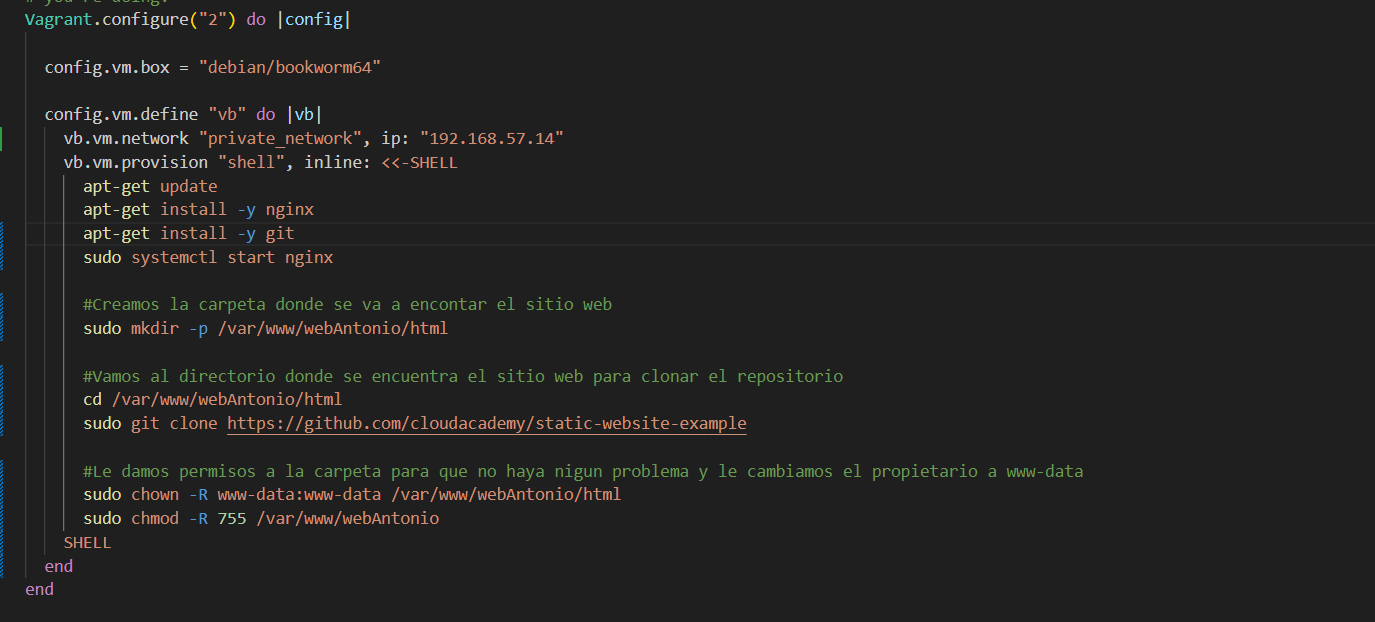 # you're doing.
Vagrant.configure("2") do |config|
config.vm.box = "debian/bookworm64"
config.vm.define "vb" do |vb|
vb.vm.network "private_network", ip: "192.168.57.14"
vb.vm.provision "shell", inline: <<-SHELL
apt-get update
apt-get install -y nginx
apt-get install -y git
sudo systemctl start nginx
#Creamos la carpeta donde se va a encontar el sitio web
sudo mkdir -p /var/www/webAntonio/html
#Vamos al directorio donde se encuentra el sitio web para clonar el repositorio
cd /var/www/webAntonio/html
sudo git clone https://github.com/cloudacademy/static-website-example
#Le damos permisos a la carpeta para que no haya nigun problema y le cambiamos el propietario a www-data
sudo chown -R www-data:www-data /var/www/webAntonio/html
sudo chmod -R 755 /var/www/webAntonio
SHELL
end
end